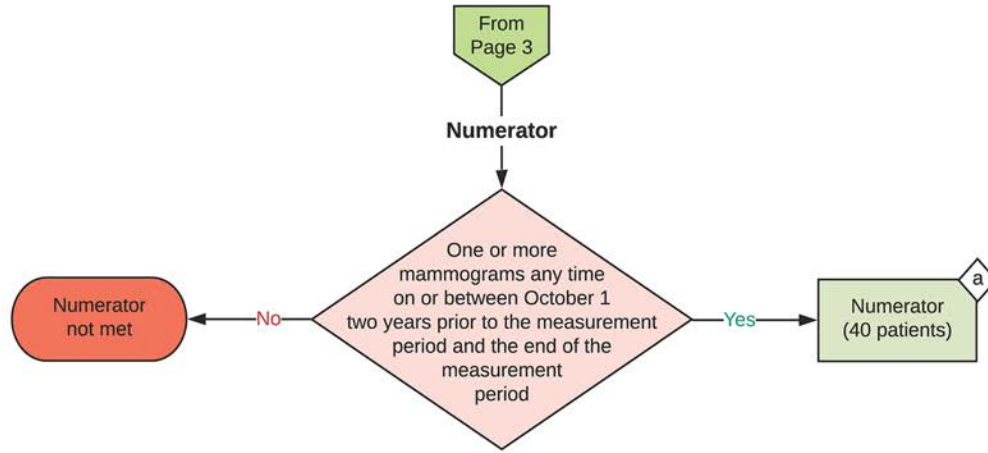 From
Page 3
Numerator
One or more
mammograms any time
on or between October 1
two years prior to the measurement
period and the end of the
measurement
period
No
Numerator
not met
Yes
a
Numerator
(40 patients)